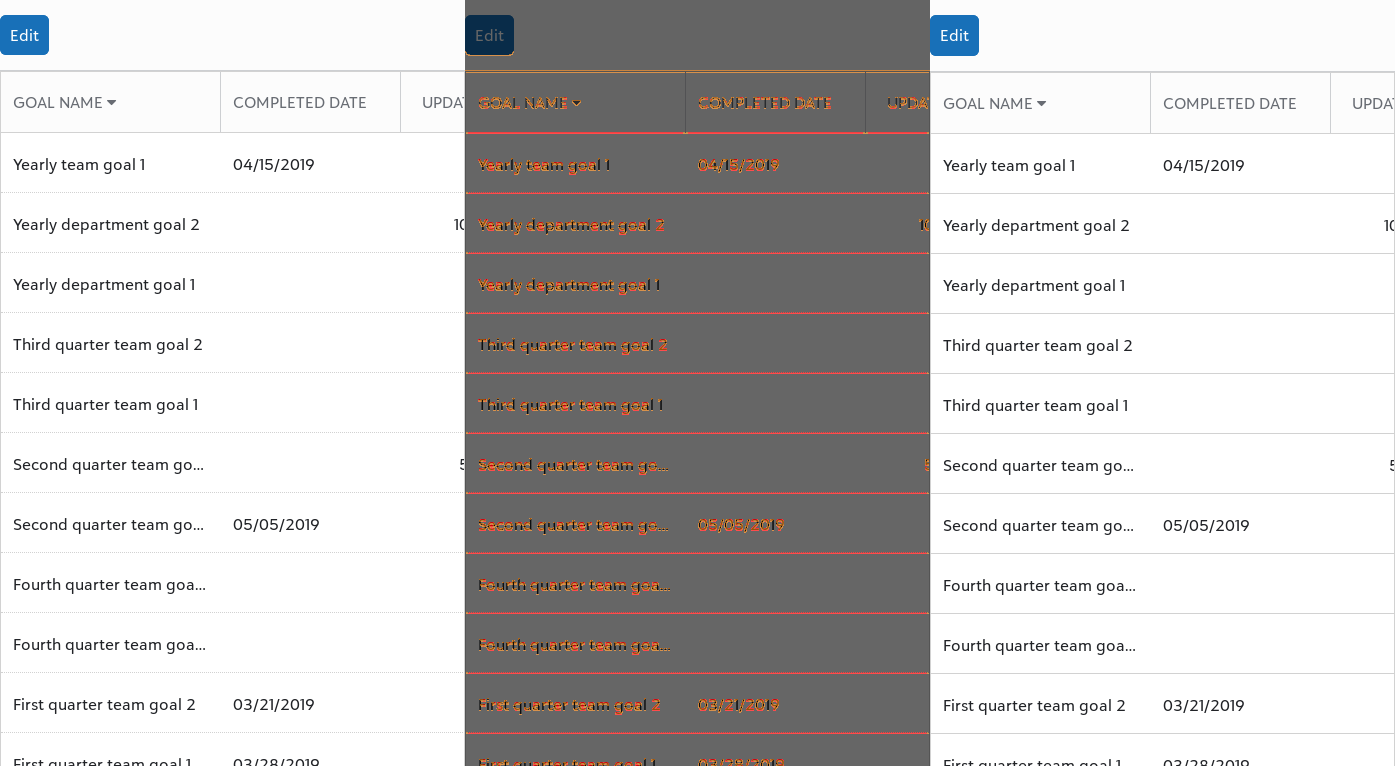 Edit Edit Edit
GOAL NAME COMPLETED DATE UPDAT GOAL NAME COMPLETED DATE UPDA GOAL NAME COMPLETED DATE UPDAT
Yearly team goal 1 04/15/2019 Yearly team goal 1 04/15/2019 Yearly team goal 1 04/15/2019
Yearly department goal 2 10 Yearly department goal 2 10 Yearly department goal 2 10
Yearly department goal 1 Yearly department goal 1 Yearly department goal 1
Third quarter team goal 2 Third quarter team goal 2 Third quarter team goal 2
Third quarter team goal 1 Third quarter team goal 1 Third quarter team goal 1
Second quarter team go... 5 Second quarter team go... 5 Second quarter team go... 5
Second quarter team go... 05/05/2019 Second quarter team go... 05/05/2019 Second quarter team go... 05/05/2019
Fourth quarter team goa... Fourth quarter team goa... Fourth quarter team goa...
Fourth quarter team goa... Fourth quarter team goa... Fourth quarter team goa...
First quarter team goal 2 03/21/2019 First quarter team goal 2 03/21/2019 First quarter team goal 2 03/21/2019
First quarter team goal 1 03/28/2019 First quarter team goal 1 03/28/2019 First quarter team goal 1 03/28/2019